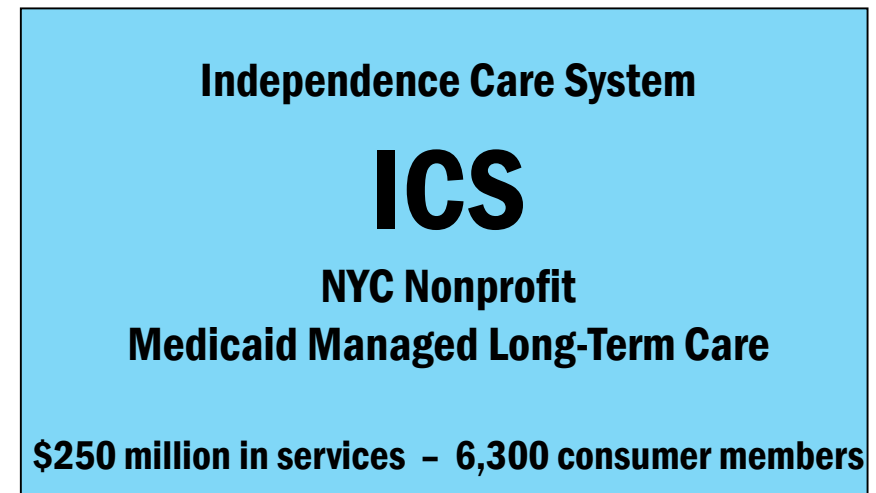 Independence Care System
ICS
NYC Nonprofit
Medicaid Managed Long-Term Care
$250 million in services – 6,300 consumer members